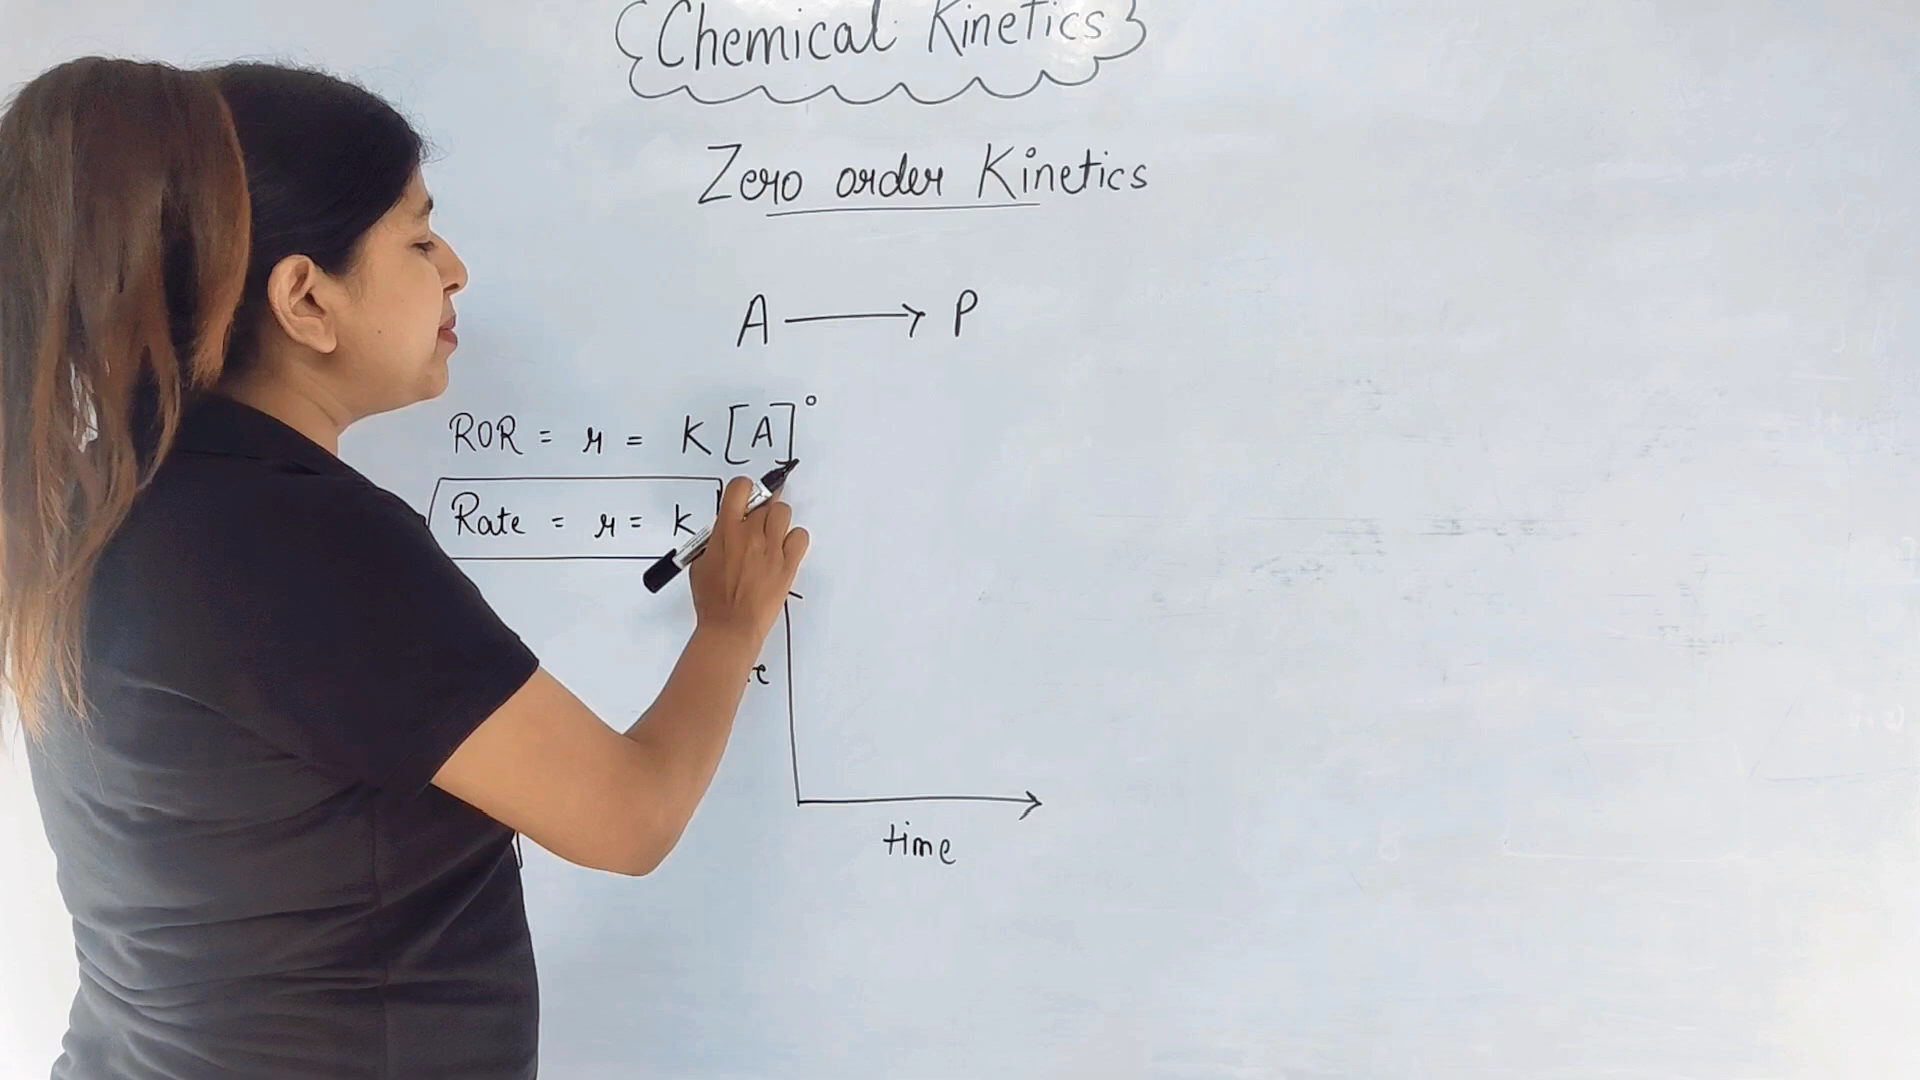 Chemical Kinetics
Zero order Kinetics
A ⟶ P
ROR = r = K[A]°
Rate = r = K
time